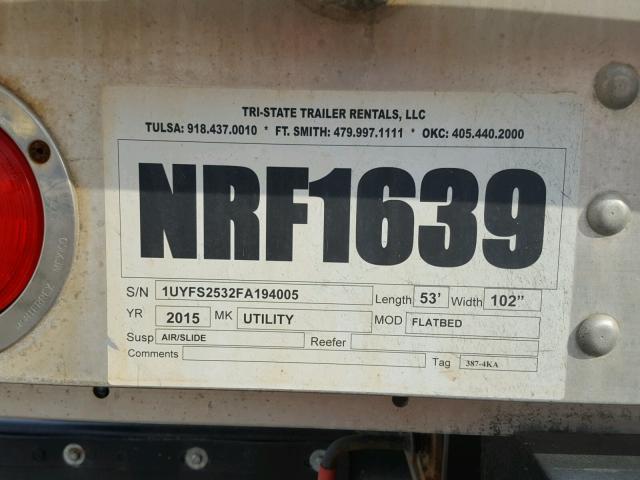 TRI-STATE TRAILER RENTALS, LLC
TULSA: 918.437.0010 * FT. SMITH: 479.997.1111 * OKC: 405.440.2000
NRF1639
S/N 1UYFS2532FA194005 Length 53' Width 102"
YR 2015 MK UTILITY MOD FLATBED
Susp AIR/SLIDE Reefer
Comments Tag 387-4KA
MEXICO